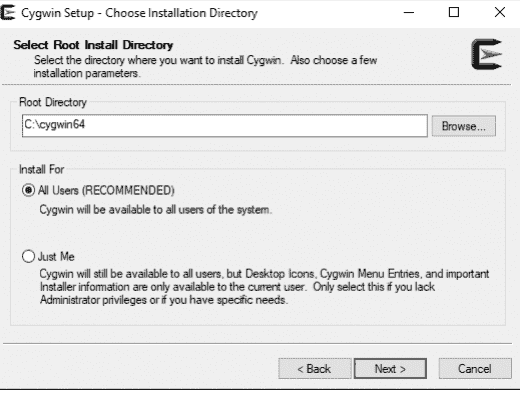 Cygwin Setup - Choose Installation Directory
Select Root Install Directory
Select the directory where you want to install Cygwin. Also choose a few
installation parameters.
Root Directory
C:\cygwin64
Browse...
Install For
All Users (RECOMMENDED)
Cygwin will be available to all users of the system.
Just Me
Cygwin will still be available to all users, but Desktop Icons, Cygwin Menu Entries, and important
Installer information are only available to the current user. Only select this if you lack
Administrator privileges or if you have specific needs.
< Back
Next >
Cancel